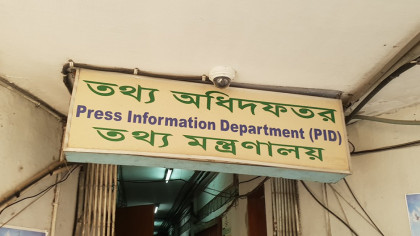 তথ্য অধিদফতর
Press Information Department (PID)
তথ্য মন্ত্রণালয়